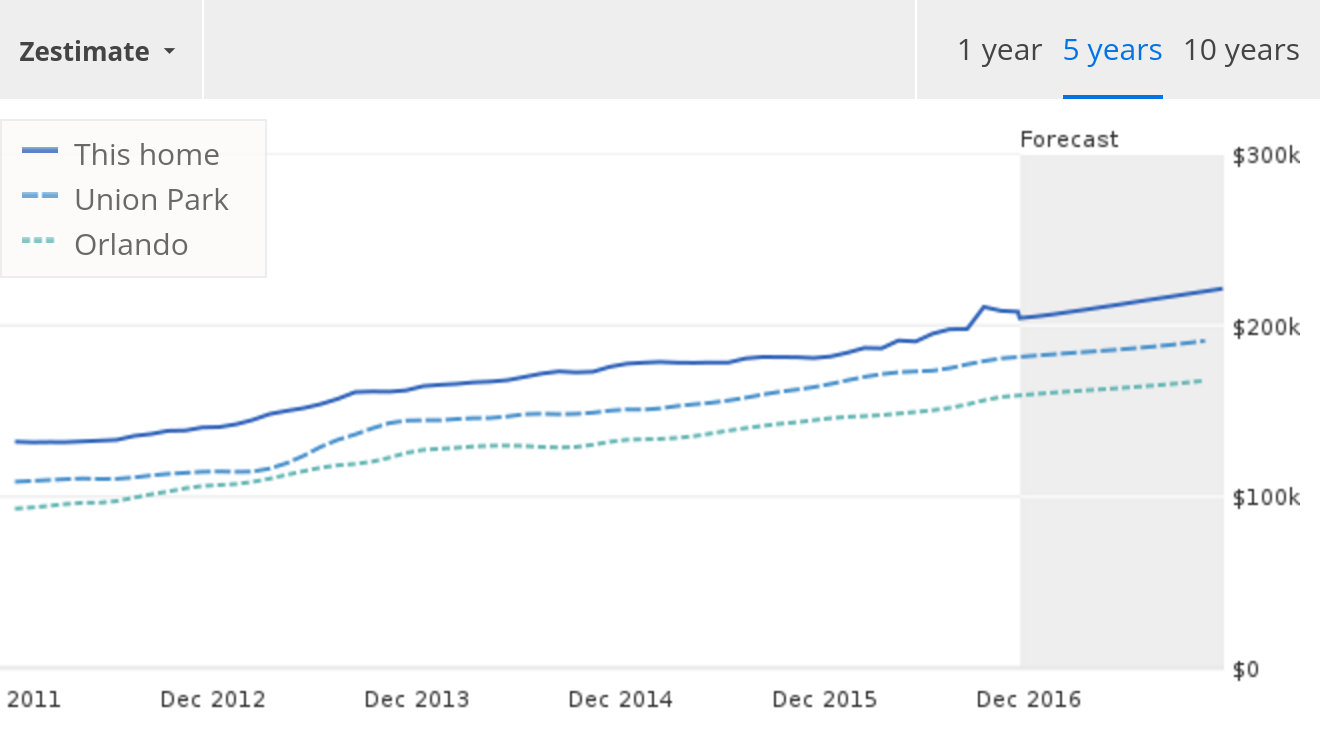 Zestimate
1 year 5 years 10 years
This home
Union Park
Orlando
Forecast
$300k
$200k
$100k
$0
2011 Dec 2012 Dec 2013 Dec 2014 Dec 2015 Dec 2016